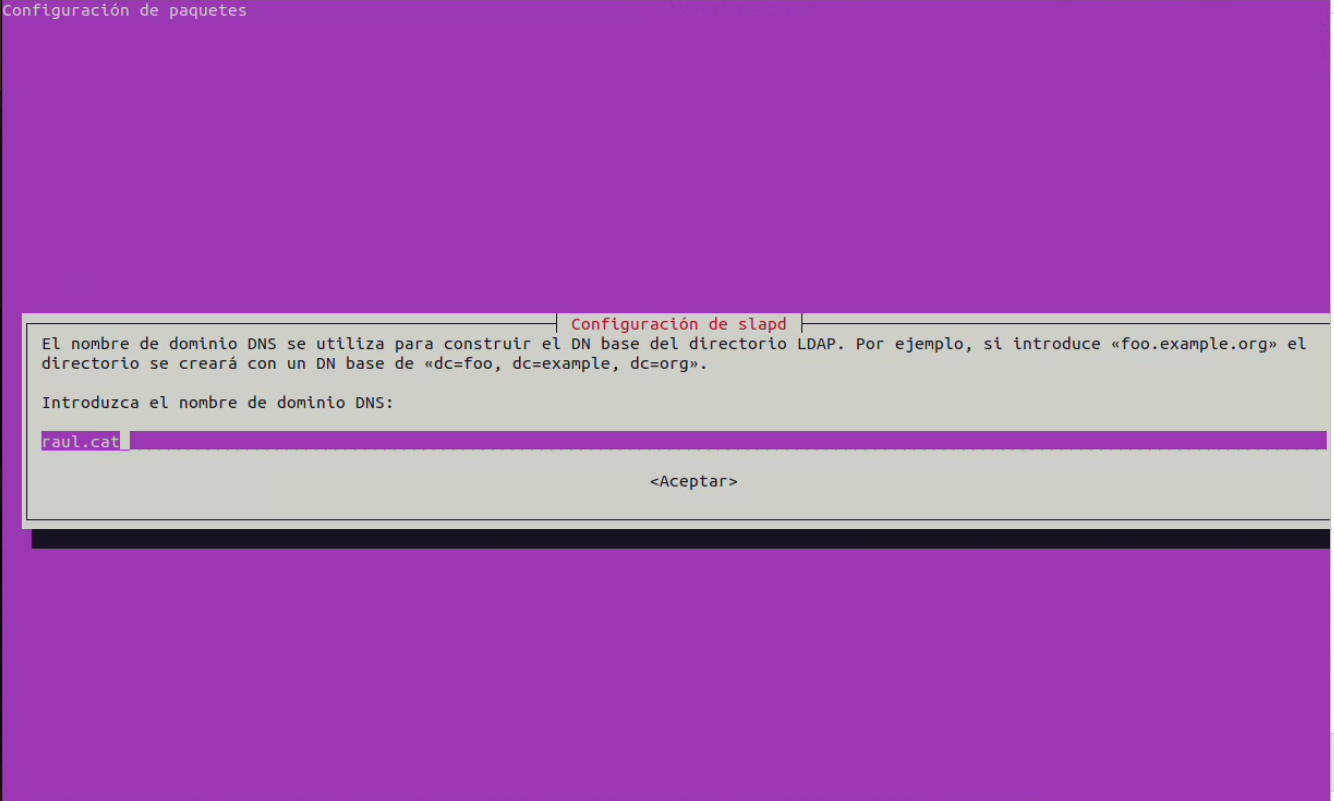 Configuración de paquetes
Configuración de slapd
El nombre de dominio DNS se utiliza para construir el DN base del directorio LDAP. Por ejemplo, si introduce «foo.example.org» el
directorio se creará con un DN base de «dc=foo, dc=example, dc=org».
Introduzca el nombre de dominio DNS:
raul.cat
<Aceptar>